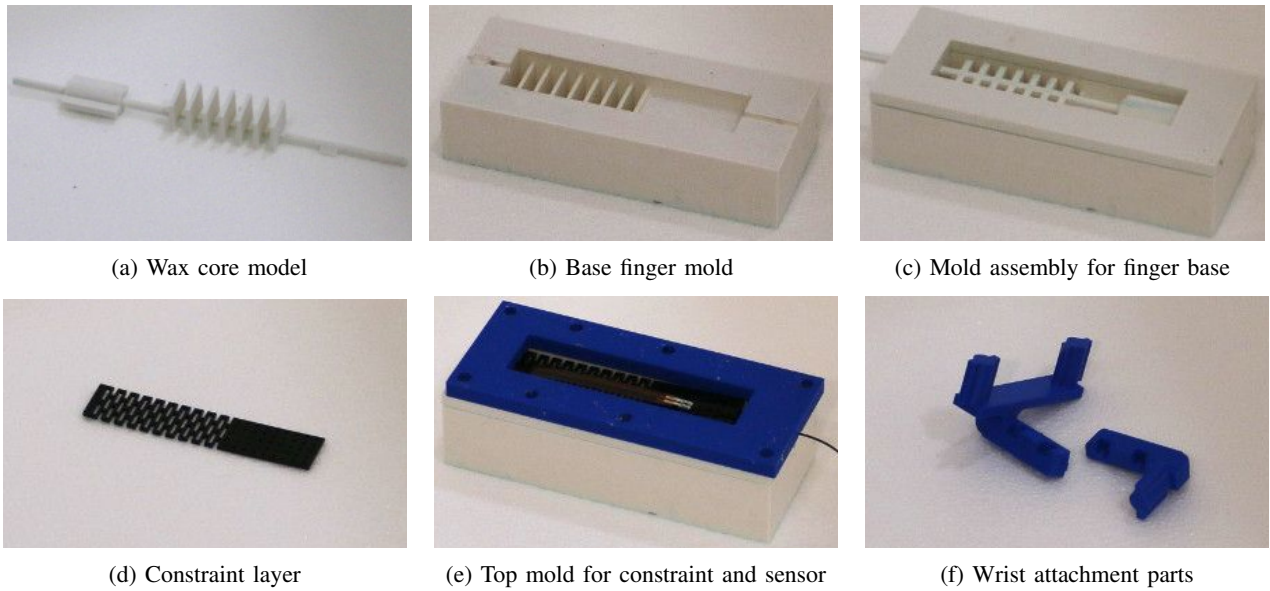 (a) Wax core model
(b) Base finger mold
(c) Mold assembly for finger base
(d) Constraint layer
(e) Top mold for constraint and sensor
(f) Wrist attachment parts